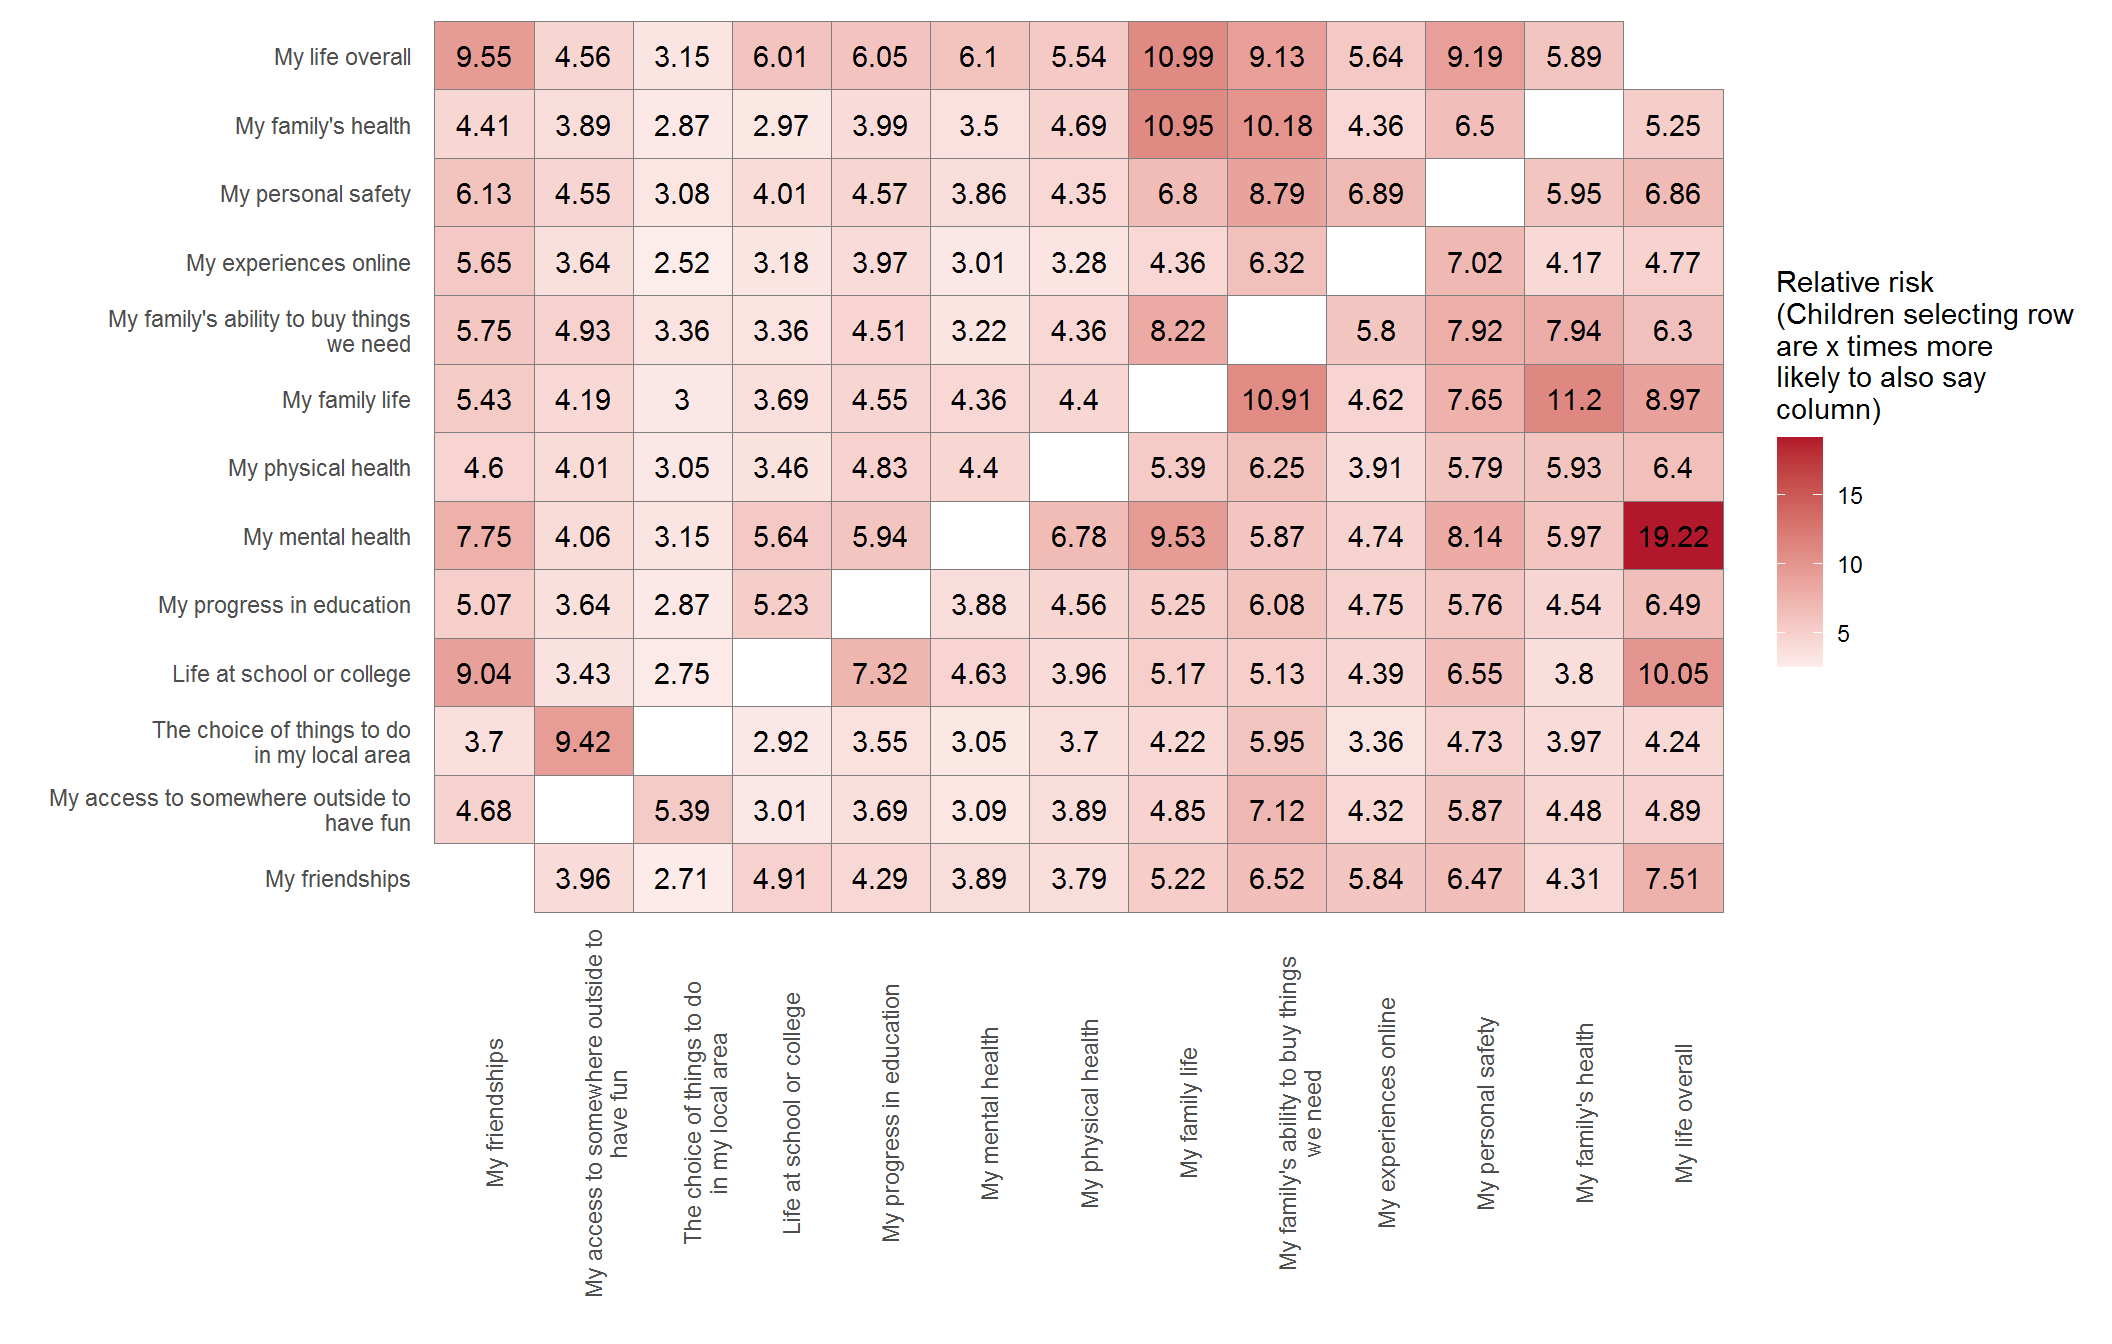 My life overall 9.55 4.56 3.15 6.01 6.05 6.1 5.54 10.99 9.13 5.64 9.19 5.89
My family's health 4.41 3.89 2.87 2.97 3.99 3.5 4.69 10.95 10.18 4.36 6.5 5.25
My personal safety 6.13 4.55 3.08 4.01 4.57 3.86 4.35 6.8 8.79 6.89 5.95 6.86
My experiences online 5.65 3.64 2.52 3.18 3.97 3.01 3.28 4.36 6.32 7.02 4.17 4.77
My family's ability to buy things
we need 5.75 4.93 3.36 3.36 4.51 3.22 4.36 8.22 5.8 7.92 7.94 6.3
My family life 5.43 4.19 3 3.69 4.55 4.36 4.4 10.91 4.62 7.65 11.2 8.97
My physical health 4.6 4.01 3.05 3.46 4.83 4.4 5.39 6.25 3.91 5.79 5.93 6.4
My mental health 7.75 4.06 3.15 5.64 5.94 6.78 9.53 5.87 4.74 8.14 5.97 19.22
My progress in education 5.07 3.64 2.87 5.23 3.88 4.56 5.25 6.08 4.75 5.76 4.54 6.49
Life at school or college 9.04 3.43 2.75 7.32 4.63 3.96 5.17 5.13 4.39 6.55 3.8 10.05
The choice of things to do
in my local area 3.7 9.42 2.92 3.55 3.05 3.7 4.22 5.95 3.36 4.73 3.97 4.24
My access to somewhere outside to
have fun 4.68 5.39 3.01 3.69 3.09 3.89 4.85 7.12 4.32 5.87 4.48 4.89
My friendships 3.96 2.71 4.91 4.29 3.89 3.79 5.22 6.52 5.84 6.47 4.31 7.51
My friendships
My access to somewhere outside to
have fun
The choice of things to do
in my local area
Life at school or college
My progress in education
My mental health
My physical health
My family life
My family's ability to buy things
we need
My experiences online
My personal safety
My family's health
My life overall
Relative risk
(Children selecting row
are x times more
likely to also say
column)
15
10
5